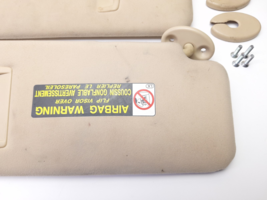 AIRBAG WARNING
FLIP VISOR OVER
COUSSIN GONFLABLE AVERTISSEMENT
REPLIER LE PARESOLEIL